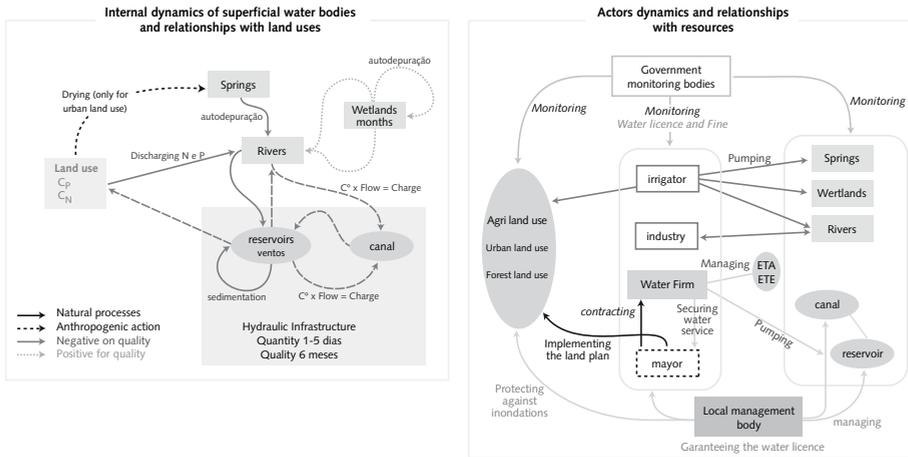 Internal dynamics of superficial water bodies
and relationships with land uses
Springs
autodepuração
Drying (only for
urban land use)
autodepuração
Wetlands
months
Rivers
Discharging N e P
Land use
CP
CN
Cº x Flow = Charge
reservoirs
ventos
canal
sedimentation
Cº x Flow = Charge
Natural processes
Anthropogenic action
Negative on quality
Positive for quality
Hydraulic Infrastructure
Quantity 1-5 dias
Quality 6 meses
Actors dynamics and relationships
with resources
Government
monitoring bodies
Monitoring
Monitoring
Water licence and Fine
Monitoring
Pumping
Springs
irrigator
Wertlands
Rivers
Agri land use
Urban land use
Forest land use
industry
Managing
ETA
ETE
Water Firm
contracting
Securing
water
service
canal
Pumping
Implementing
the land plan
mayor
reservoir
Protecting
against
inondations
Local management
body
managing
Garanteeing the water licence